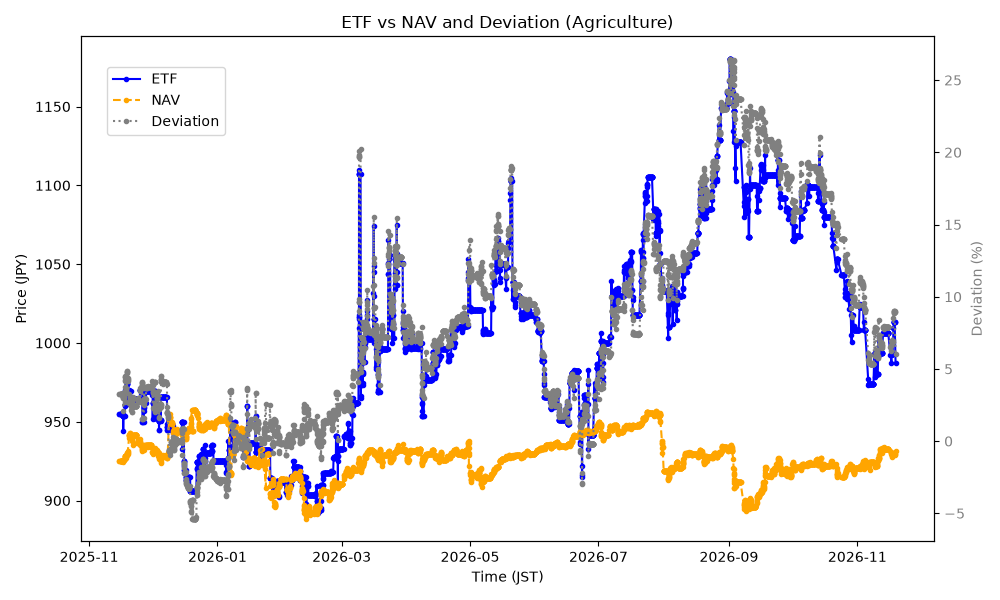 ETF vs NAV and Deviation (Agriculture)
ETF
NAV
Deviation
Price (JPY)
1150
1100
1050
1000
950
900
25
20
15
10
5
0
−5
Deviation (%)
2025-11
2026-01
2026-03
2026-05
2026-07
2026-09
2026-11
Time (JST)